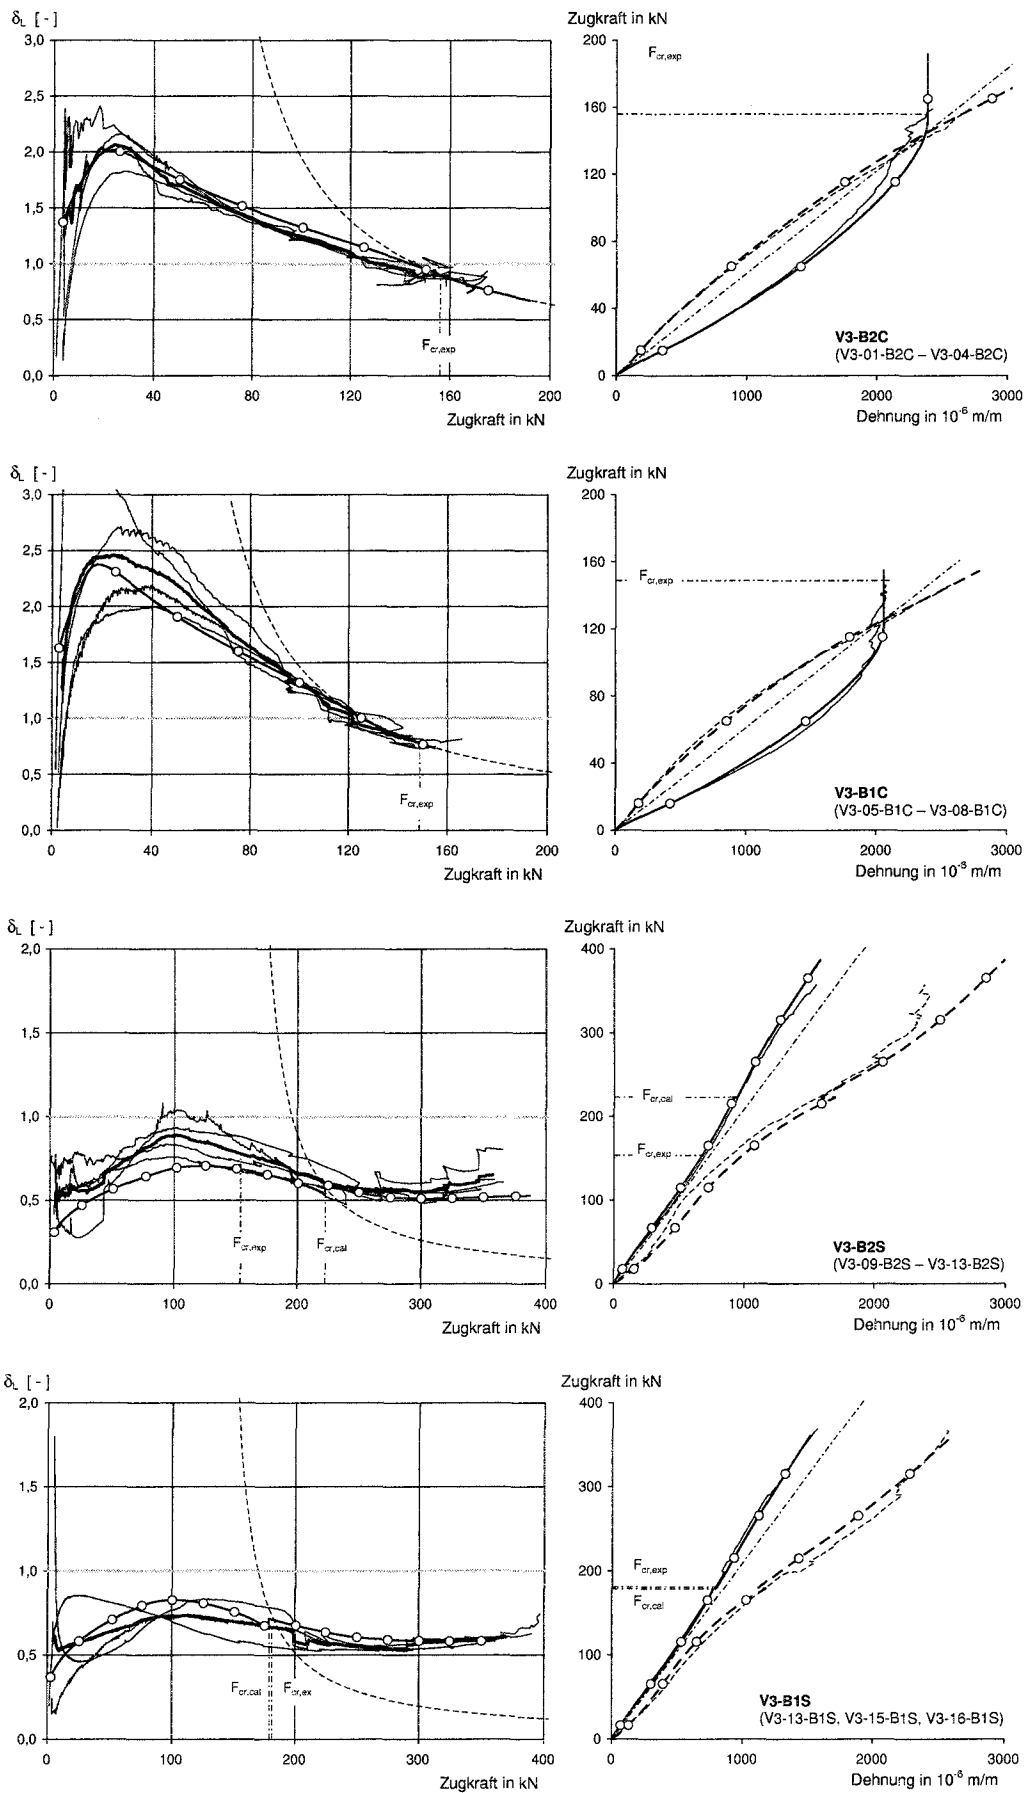 δL [ - ]
3,0
2,5
2,0
1,5
1,0
0,5
0,0
Fcr,exp
0 40 80 120 160 200
Zugkraft in kN
Zugkraft in kN
200
160
120
80
40
0
Fcr,exp
V3-B2C
(V3-01-B2C – V3-04-B2C)
0 1000 2000 3000
Dehnung in 10-6 m/m
δL [ - ]
3,0
2,5
2,0
1,5
1,0
0,5
0,0
Fcr,exp
0 40 80 120 160 200
Zugkraft in kN
Zugkraft in kN
200
160
120
80
40
0
Fcr,exp
V3-B1C
(V3-05-B1C – V3-08-B1C)
0 1000 2000 3000
Dehnung in 10-6 m/m
δL [ - ]
2,0
1,5
1,0
0,5
0,0
Fcr,exp Fcr,cal
0 100 200 300 400
Zugkraft in kN
Zugkraft in kN
400
300
200
100
0
Fcr,cal
Fcr,exp
V3-B2S
(V3-09-B2S – V3-13-B2S)
0 1000 2000 3000
Dehnung in 10-6 m/m
δL [ - ]
2,0
1,5
1,0
0,5
0,0
Fcr,cal Fcr,ex
0 100 200 300 400
Zugkraft in kN
Zugkraft in kN
400
300
200
100
0
Fcr,exp
Fcr,cal
V3-B1S
(V3-13-B1S, V3-15-B1S, V3-16-B1S)
0 1000 2000 3000
Dehnung in 10-6 m/m